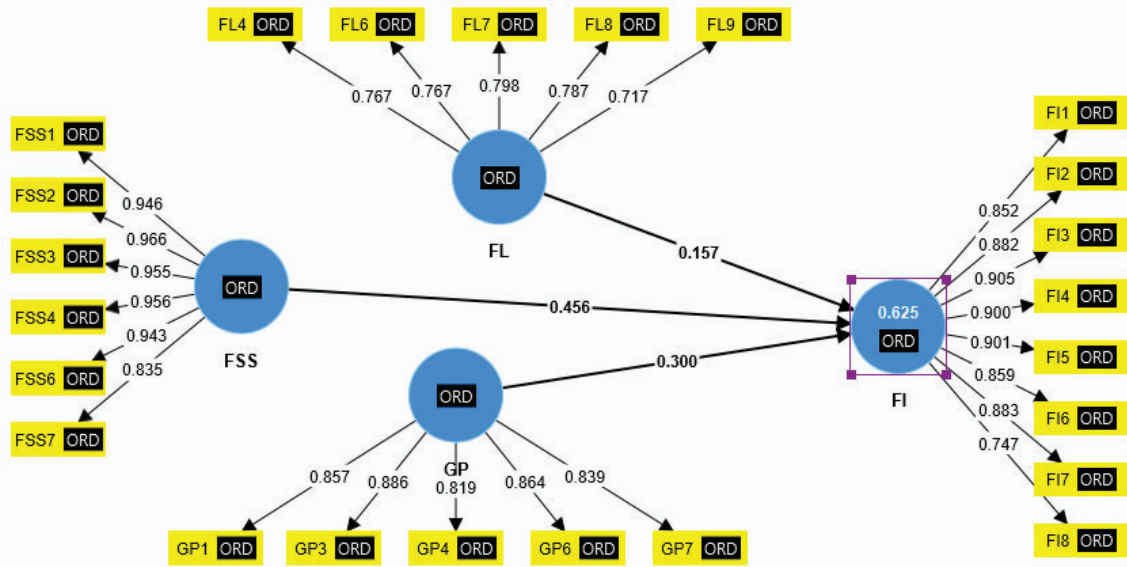 FL4 ORD FL6 ORD FL7 ORD FL8 ORD FL9 ORD
0.767 0.767 0.798 0.787 0.717
ORD
FL
FSS1 ORD
FSS2 ORD
FSS3 ORD
FSS4 ORD
FSS6 ORD
FSS7 ORD
0.946
0.966
0.955
0.956
0.943
0.835
ORD
FSS
0.157
0.456
0.300
ORD
GP
0.857 0.886 0.819 0.864 0.839
GP1 ORD GP3 ORD GP4 ORD GP6 ORD GP7 ORD
0.625
ORD
FI
0.852
0.882
0.905
0.900
0.901
0.859
0.883
0.747
FI1 ORD
FI2 ORD
FI3 ORD
FI4 ORD
FI5 ORD
FI6 ORD
FI7 ORD
FI8 ORD